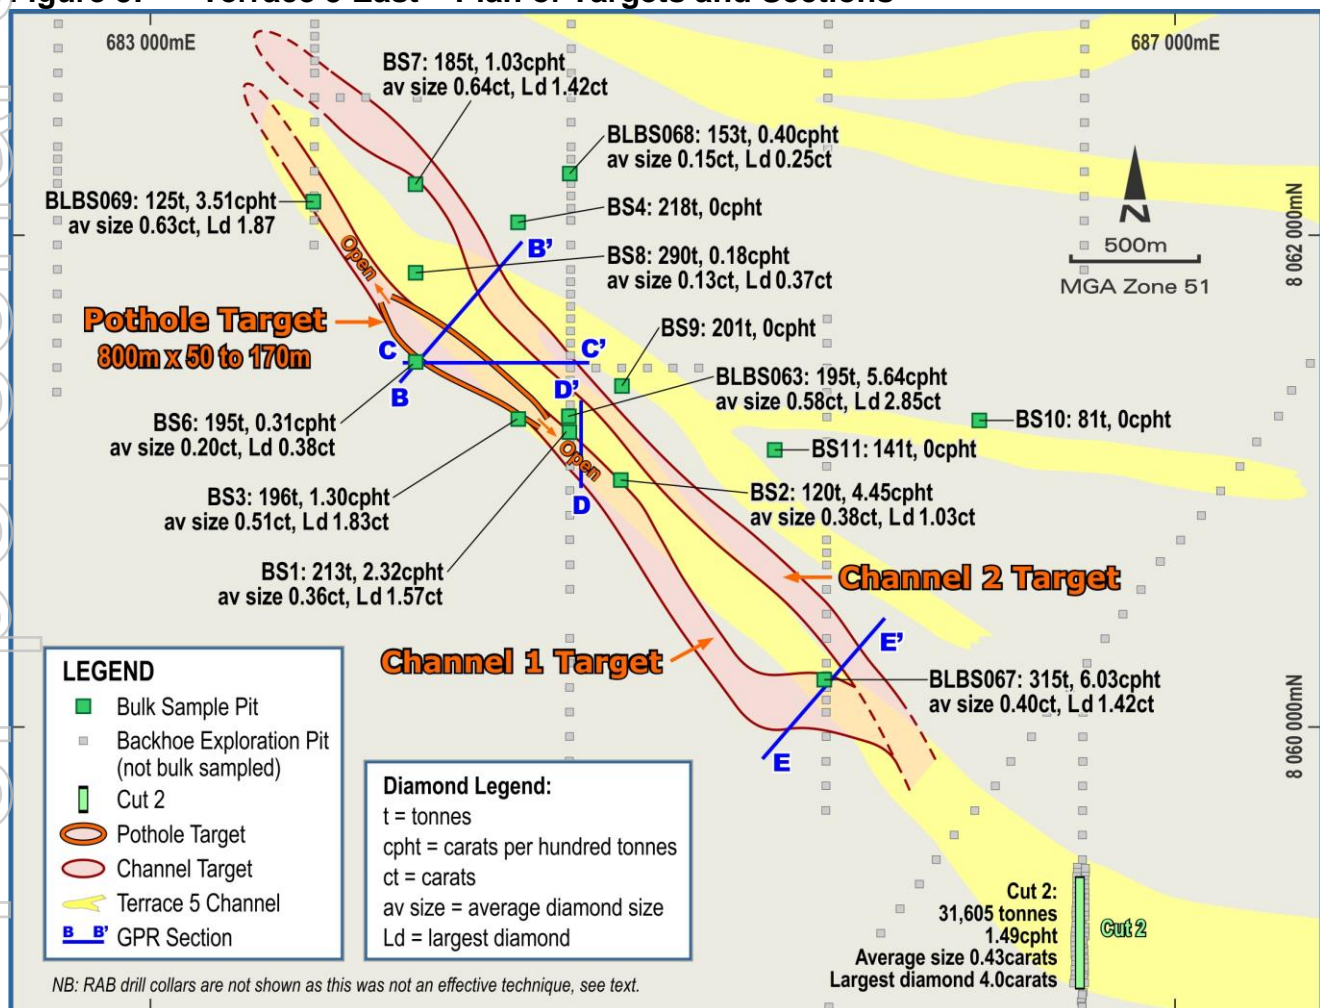 Figure 3. Terrace 5 East – Plan of Targets and Sections
683 000mE
687 000mE
BS7: 185t, 1.03cpht
av size 0.64ct, Ld 1.42ct
BLBS068: 153t, 0.40cpht
av size 0.15ct, Ld 0.25ct
BLBS069: 125t, 3.51cpht
av size 0.63ct, Ld 1.87
BS4: 218t, 0cpht
N
500m
MGA Zone 51
8 062 000mN
B'
BS8: 290t, 0.18cpht
av size 0.13ct, Ld 0.37ct
Open
Pothole Target
800m x 50 to 170m
BS9: 201t, 0cpht
C
C'
B
D'
BLBS063: 195t, 5.64cpht
av size 0.58ct, Ld 2.85ct
BS10: 81t, 0cpht
BS6: 195t, 0.31cpht
av size 0.20ct, Ld 0.38ct
BS11: 141t, 0cpht
Open
BS3: 196t, 1.30cpht
av size 0.51ct, Ld 1.83ct
D
BS2: 120t, 4.45cpht
av size 0.38ct, Ld 1.03ct
BS1: 213t, 2.32cpht
av size 0.36ct, Ld 1.57ct
Channel 2 Target
Channel 1 Target
E'
BLBS067: 315t, 6.03cpht
av size 0.40ct, Ld 1.42ct
E
8 060 000mN
LEGEND
Bulk Sample Pit
Backhoe Exploration Pit
(not bulk sampled)
Cut 2
Pothole Target
Channel Target
Terrace 5 Channel
B B' GPR Section
Diamond Legend:
t = tonnes
cpht = carats per hundred tonnes
ct = carats
av size = average diamond size
Ld = largest diamond
Cut 2:
31,605 tonnes
1.49cpht
Average size 0.43carats
Largest diamond 4.0carats
Cut 2
NB: RAB drill collars are not shown as this was not an effective technique, see text.